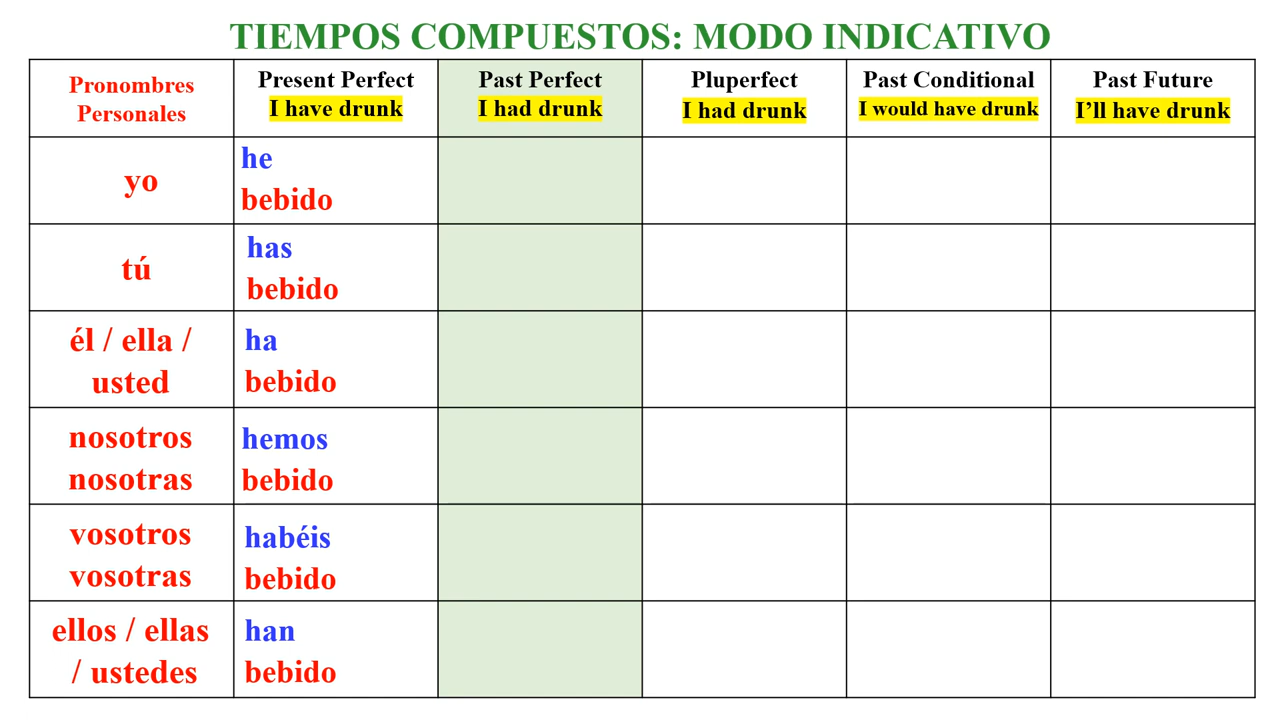 TIEMPOS COMPUESTOS: MODO INDICATIVO
Pronombres
Personales
Present Perfect
I have drunk
Past Perfect
I had drunk
Pluperfect
I had drunk
Past Conditional
I would have drunk
Past Future
I’ll have drunk
yo
he
bebido
tú
has
bebido
él / ella /
usted
ha
bebido
nosotros
nosotras
hemos
bebido
vosotros
vosotras
habéis
bebido
ellos / ellas
/ ustedes
han
bebido